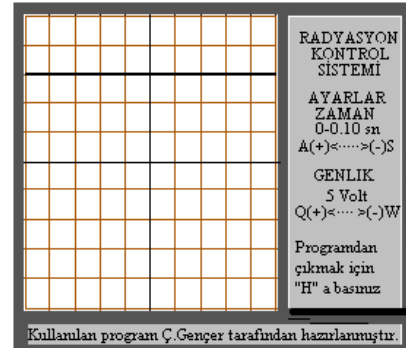 RADYASYON
KONTROL
SİSTEMİ
AYARLAR
ZAMAN
0-0.10 sn
A(+)<·····>(-)S
GENLIK
5 Volt
Q(+)<···· >(-)W
Programdan
çıkmak için
"H" a basınız
Kullanılan program Ç.Gençer tarafından hazırlanmıştır.